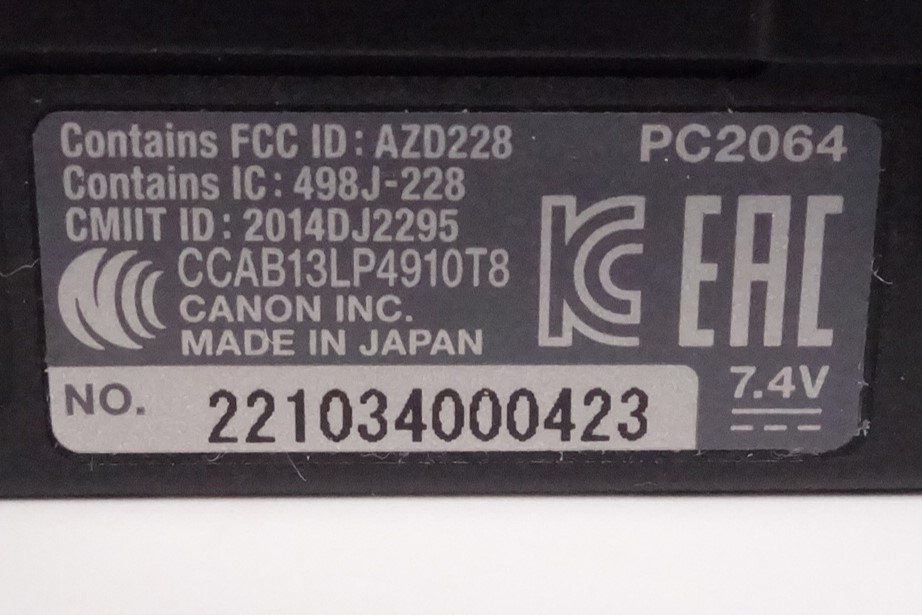 Contains FCC ID: AZD228
PC2064
Contains IC: 498J-228
CMIIT ID: 2014DJ2295
CCAB13LP4910T8
CANON INC.
MADE IN JAPAN
EAC
7.4V
NO. 221034000423